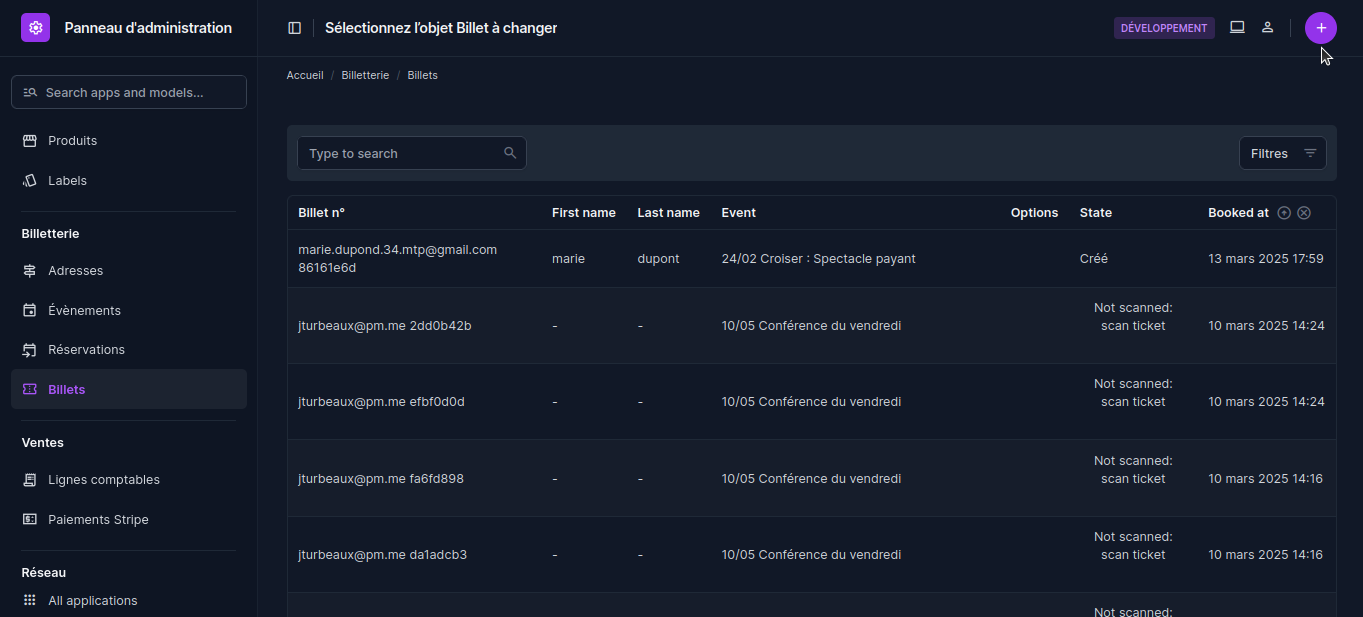 Panneau d'administration
Sélectionnez l’objet Billet à changer
DÉVELOPPEMENT
Search apps and models...
Produits
Labels
Billetterie
Adresses
Évènements
Réservations
Billets
Ventes
Lignes comptables
Paiements Stripe
Réseau
All applications
Accueil / Billetterie / Billets
Type to search
Filtres
Billet n° First name Last name Event Options State Booked at
marie.dupond.34.mtp@gmail.com
86161e6d
marie dupont 24/02 Croiser : Spectacle payant Créé 13 mars 2025 17:59
Not scanned:
jturbeaux@pm.me 2dd0b42b - - 10/05 Conférence du vendredi scan ticket 10 mars 2025 14:24
Not scanned:
jturbeaux@pm.me efbf0d0d - - 10/05 Conférence du vendredi scan ticket 10 mars 2025 14:24
Not scanned:
jturbeaux@pm.me fa6fd898 - - 10/05 Conférence du vendredi scan ticket 10 mars 2025 14:16
Not scanned:
jturbeaux@pm.me da1adcb3 - - 10/05 Conférence du vendredi scan ticket 10 mars 2025 14:16
Not scanned: